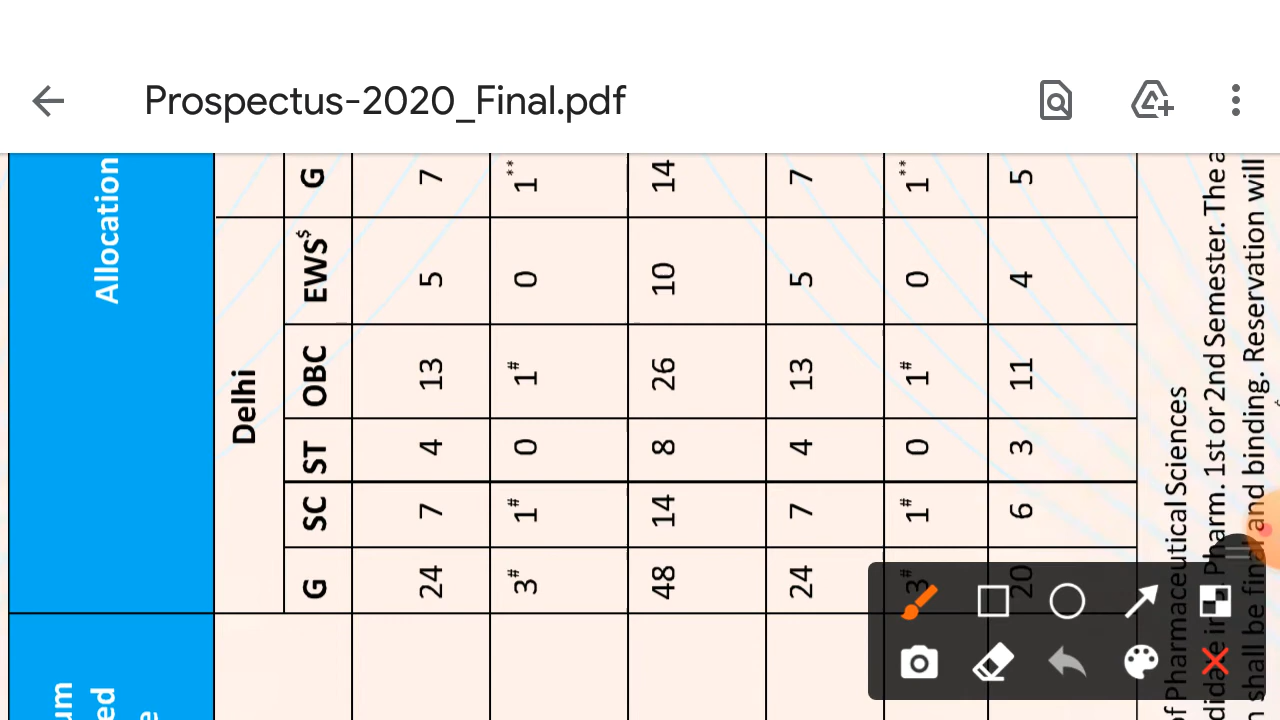 Prospectus-2020_Final.pdf
Allocation
Delhi
G SC ST OBC EWS$ G
24 7 4 13 5 7
3# 1# 0 1# 0 1**
48 14 8 26 10 14
24 7 4 13 5 7
3# 1# 0 1# 0 1**
20 6 3 11 4 5
of Pharmaceutical Sciences
Pharm. 1st or 2nd Semester. The
shall be final and binding. Reservation will